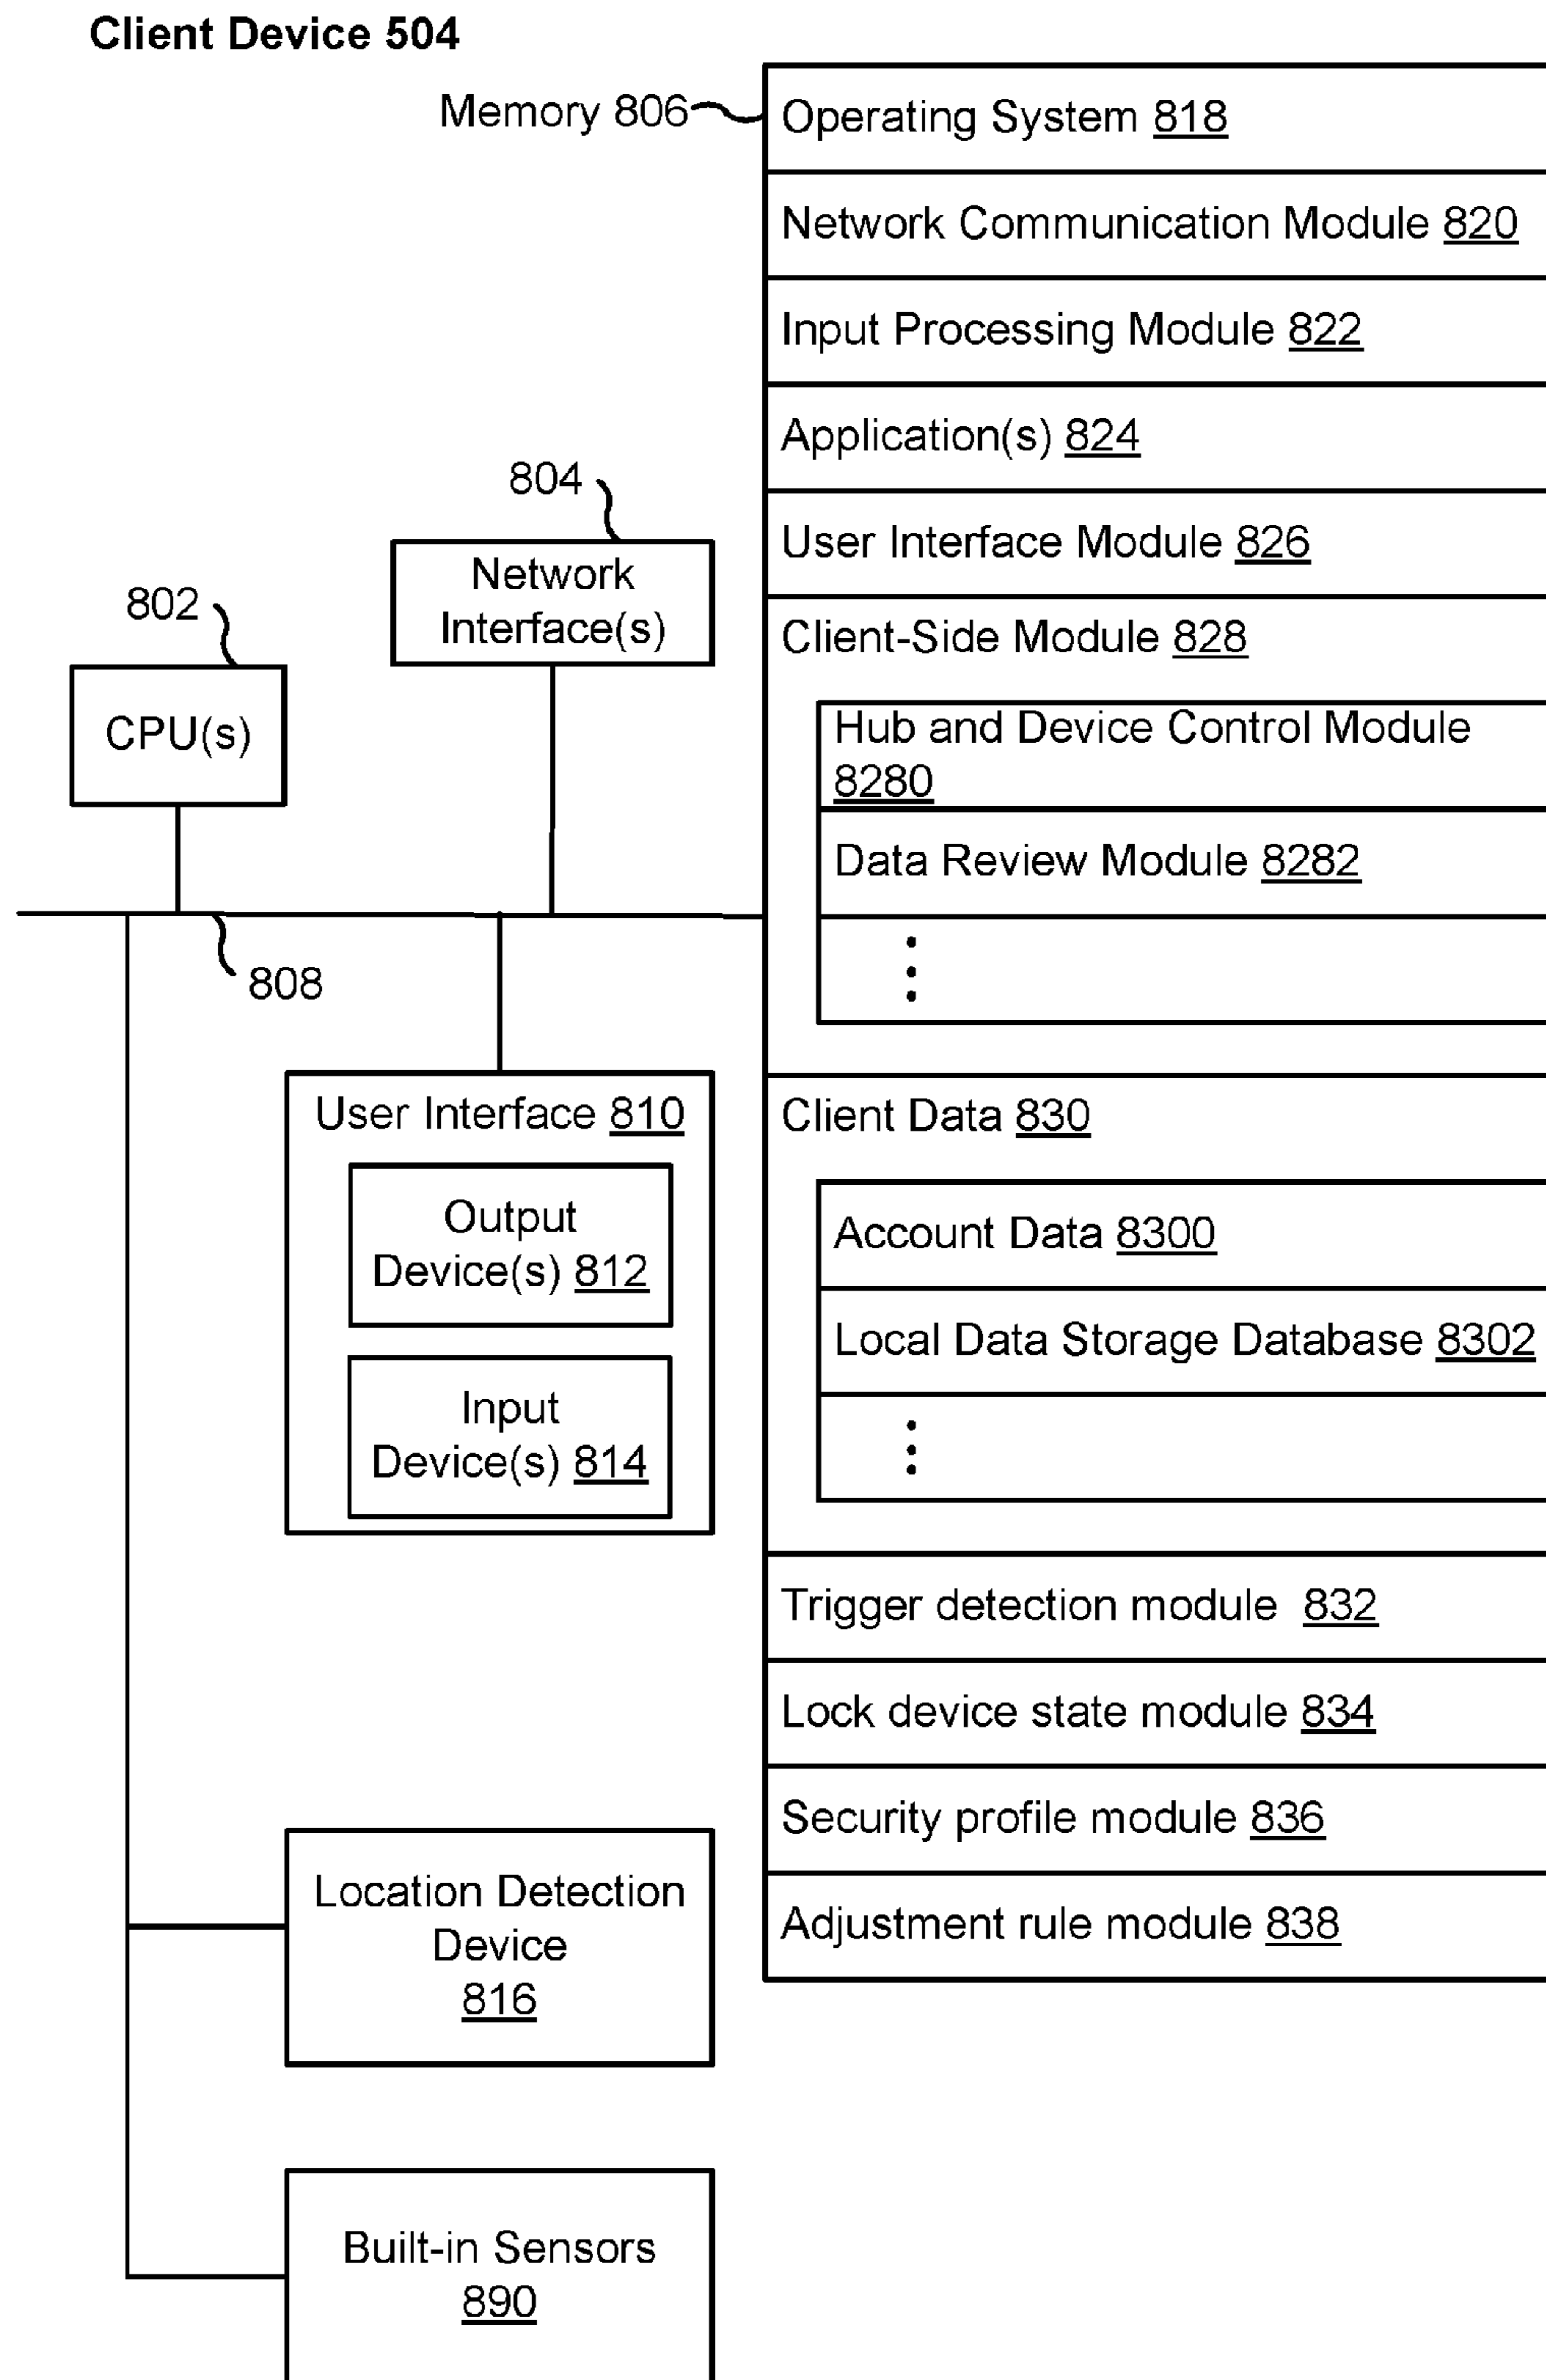 Client Device 504
Memory 806
Operating System 818
Network Communication Module 820
Input Processing Module 822
Application(s) 824
User Interface Module 826
Client-Side Module 828
Hub and Device Control Module
8280
Data Review Module 8282
Client Data 830
Account Data 8300
Local Data Storage Database 8302
Trigger detection module 832
Lock device state module 834
Security profile module 836
Adjustment rule module 838
804
Network
Interface(s)
802
CPU(s)
808
User Interface 810
Output
Device(s) 812
Input
Device(s) 814
Location Detection
Device
816
Built-in Sensors
890